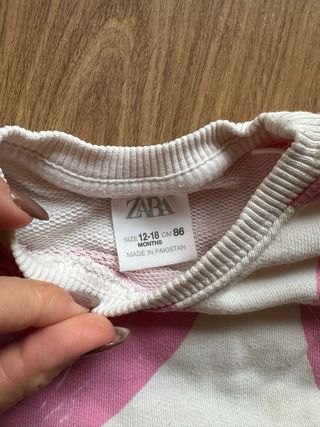 ZARA
SIZE 12-18 CM 86
MONTHS
MADE IN PAKISTAN